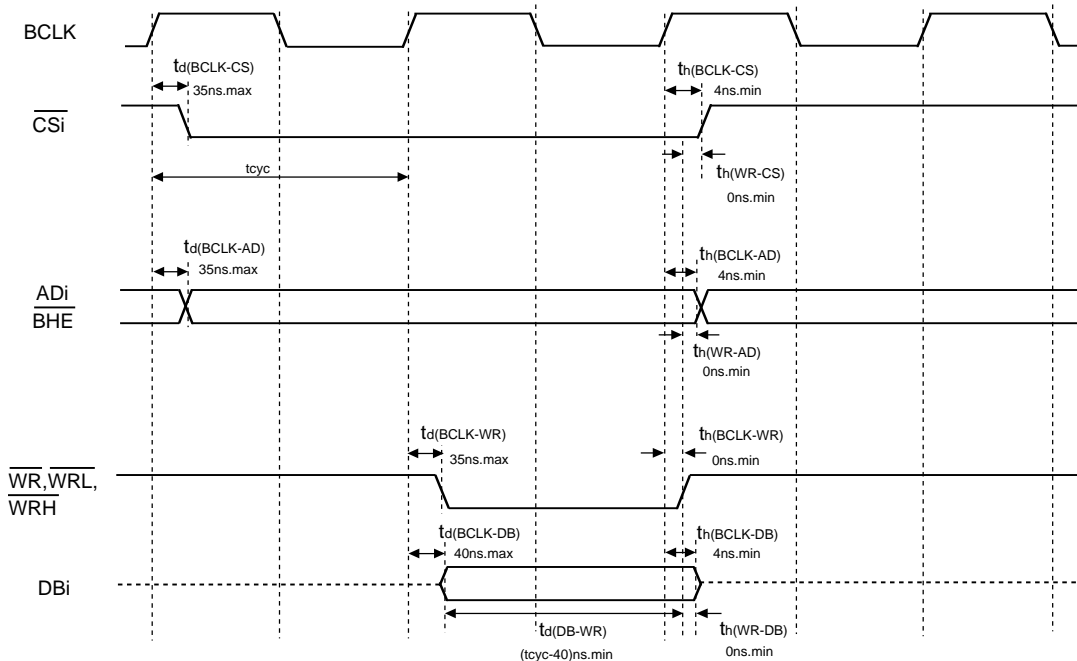 BCLK
td(BCLK-CS)
35ns.max
th(BCLK-CS)
4ns.min
CSi
tcyc
th(WR-CS)
0ns.min
td(BCLK-AD)
35ns.max
th(BCLK-AD)
4ns.min
ADi
BHE
th(WR-AD)
0ns.min
td(BCLK-WR)
35ns.max
th(BCLK-WR)
0ns.min
WR,WRL,
WRH
td(BCLK-DB)
40ns.max
th(BCLK-DB)
4ns.min
DBi
td(DB-WR)
(tcyc-40)ns.min
th(WR-DB)
0ns.min